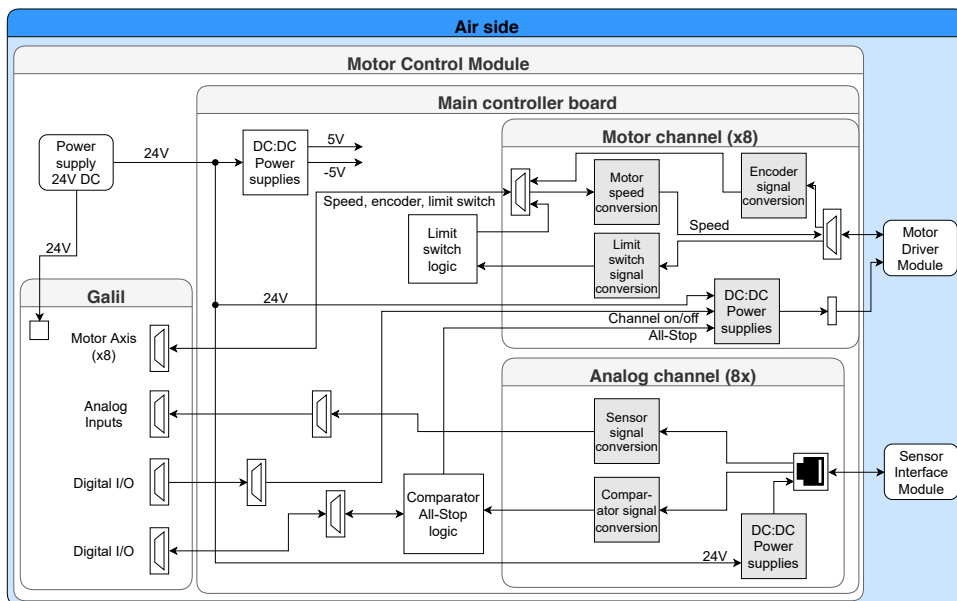 Air side
Motor Control Module
Main controller board
Power
supply
24V DC
24V
DC:DC
Power
supplies
5V
-5V
Motor channel (x8)
Motor
speed
conversion
Encoder
signal
conversion
Speed, encoder, limit switch
Speed
Limit
switch
logic
Limit
switch signal
conversion
Motor
Driver
Module
24V
24V
DC:DC
Power
supplies
Channel on/off
All-Stop
Galil
Motor Axis
(x8)
Analog
Inputs
Digital I/O
Digital I/O
Analog channel (8x)
Sensor
signal
conversion
Comparator
All-Stop
logic
Compar-
ator signal
conversion
Sensor
Interface
Module
24V
DC:DC
Power
supplies